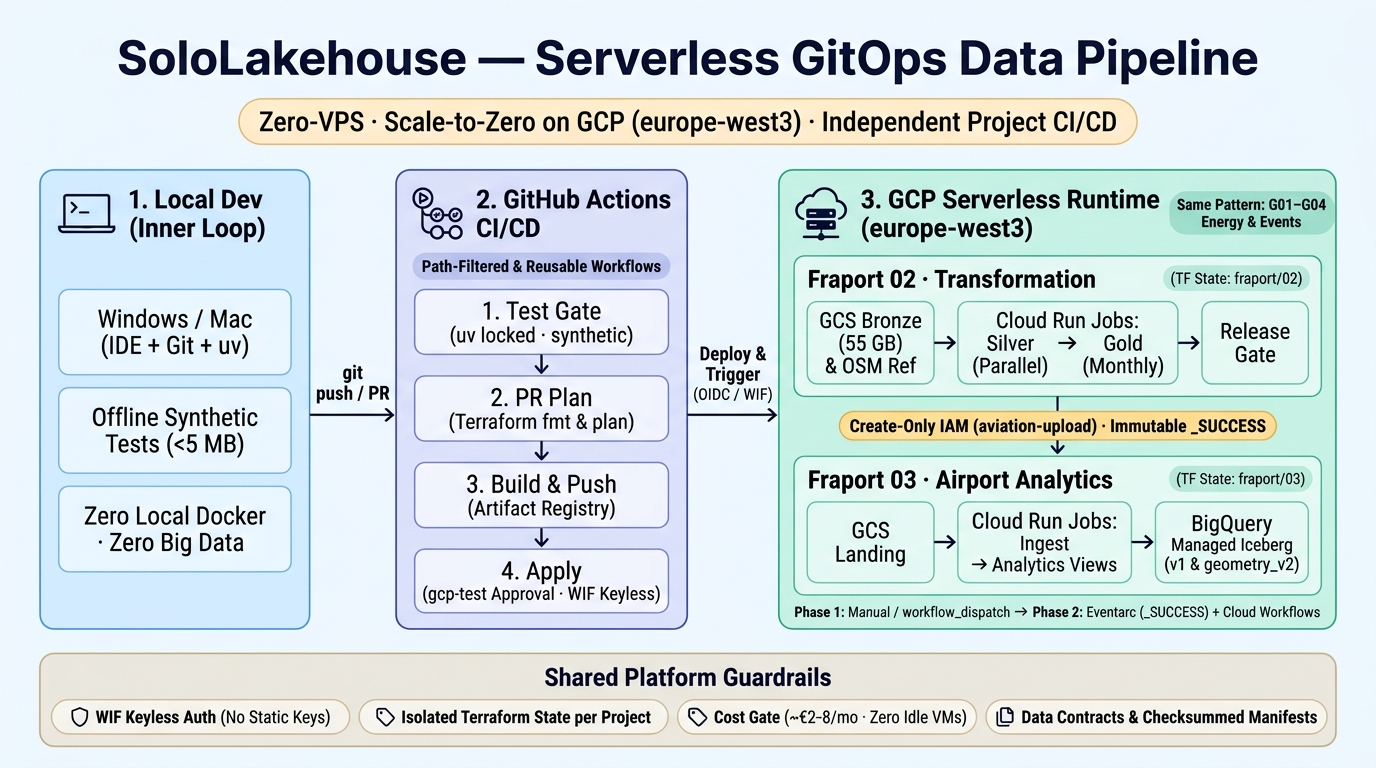 SoloLakehouse — Serverless GitOps Data Pipeline
Zero-VPS · Scale-to-Zero on GCP (europe-west3) · Independent Project CI/CD
1. Local Dev
(Inner Loop)
Windows / Mac
(IDE + Git + uv)
Offline Synthetic
Tests (<5 MB)
Zero Local Docker
· Zero Big Data
git
push / PR
2. GitHub Actions
CI/CD
Path-Filtered & Reusable Workflows
1. Test Gate
(uv locked · synthetic)
2. PR Plan
(Terraform fmt & plan)
3. Build & Push
(Artifact Registry)
4. Apply
(gcp-test Approval · WIF Keyless)
Deploy &
Trigger
(OIDC / WIF)
3. GCP Serverless Runtime
(europe-west3)
Same Pattern: G01–G04
Energy & Events
Fraport 02 · Transformation
(TF State: fraport/02)
GCS Bronze
(55 GB)
& OSM Ref
Cloud Run Jobs:
Silver → Gold
(Parallel) (Monthly)
Release
Gate
Create-Only IAM (aviation-upload) · Immutable _SUCCESS
Fraport 03 · Airport Analytics
(TF State: fraport/03)
GCS
Landing
Cloud Run Jobs:
Ingest
→ Analytics Views
BigQuery
Managed Iceberg
(v1 & geometry_v2)
Phase 1: Manual / workflow_dispatch → Phase 2: Eventarc (_SUCCESS) + Cloud Workflows
Shared Platform Guardrails
WIF Keyless Auth (No Static Keys)
Isolated Terraform State per Project
Cost Gate (~€2–8/mo · Zero Idle VMs)
Data Contracts & Checksummed Manifests